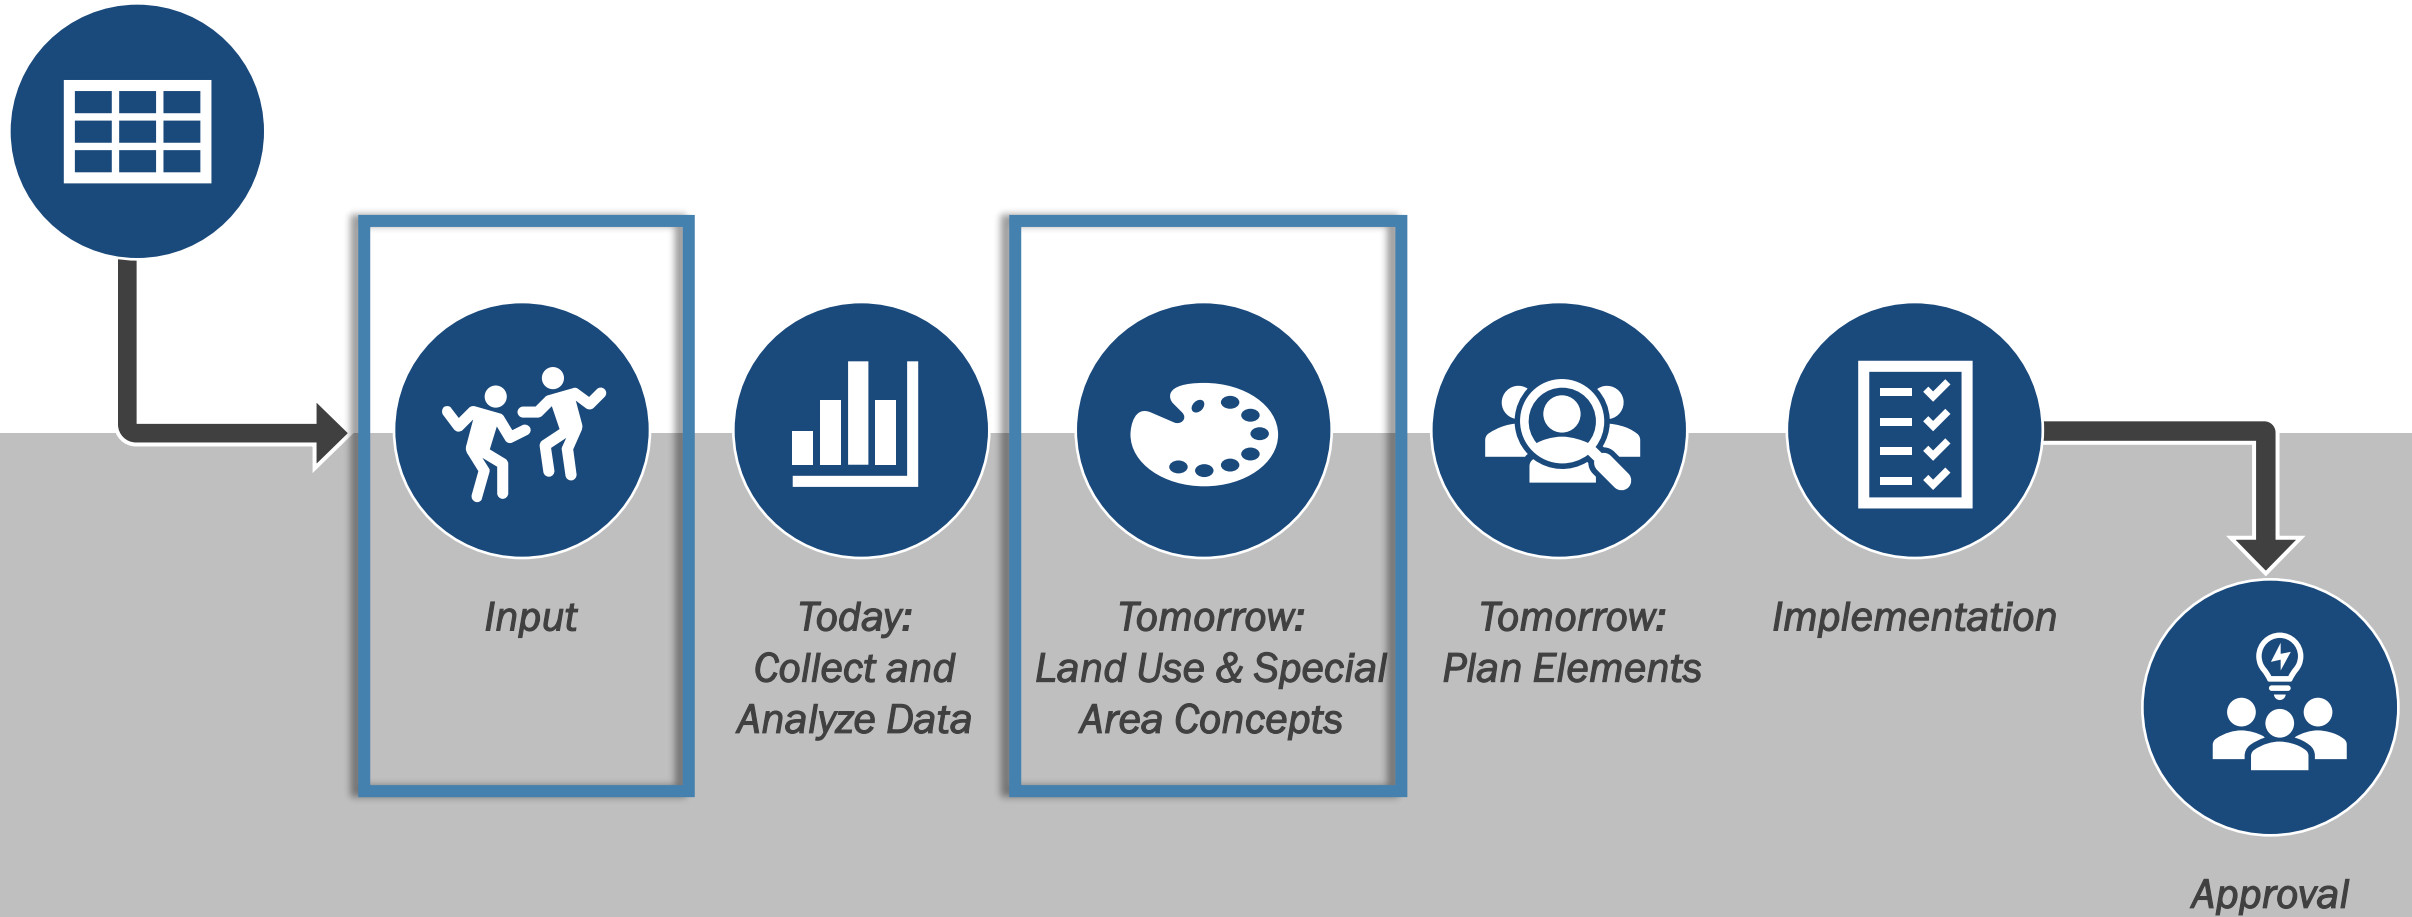 Input
Today:
Collect and
Analyze Data
Tomorrow:
Land Use & Special
Area Concepts
Tomorrow:
Plan Elements
Implementation
Approval